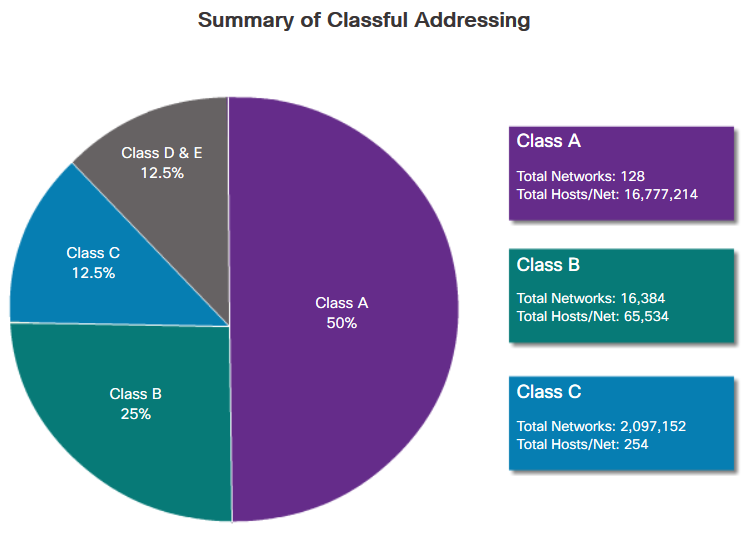 Summary of Classful Addressing
Class D & E
12.5%
Class C
12.5%
Class A
50%
Class B
25%
Class A
Total Networks: 128
Total Hosts/Net: 16,777,214
Class B
Total Networks: 16,384
Total Hosts/Net: 65,534
Class C
Total Networks: 2,097,152
Total Hosts/Net: 254